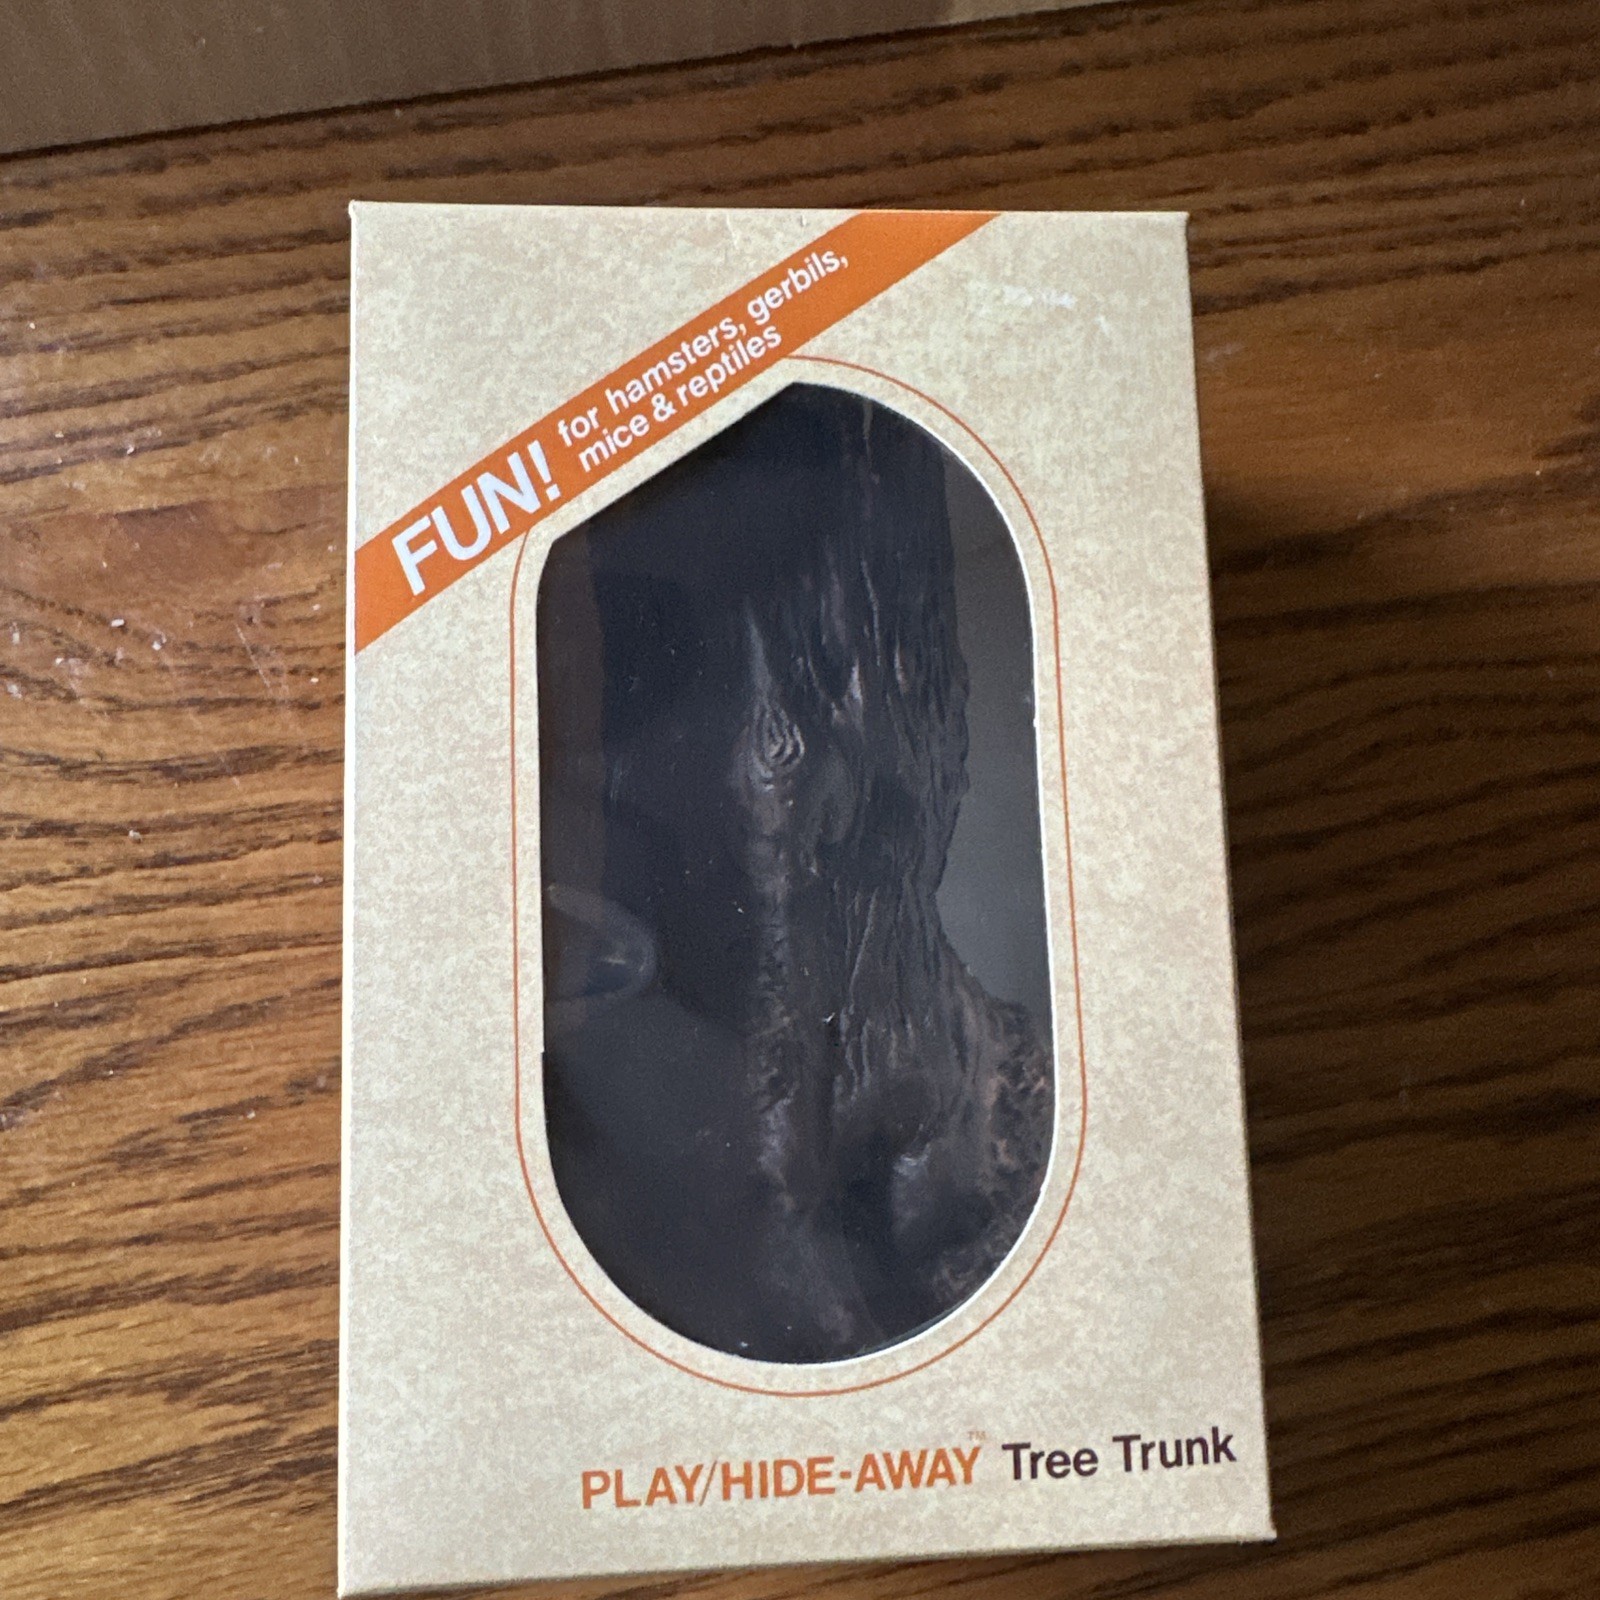 FUN! for hamsters, gerbils,
mice & reptiles
PLAY/HIDE-AWAY™ Tree Trunk